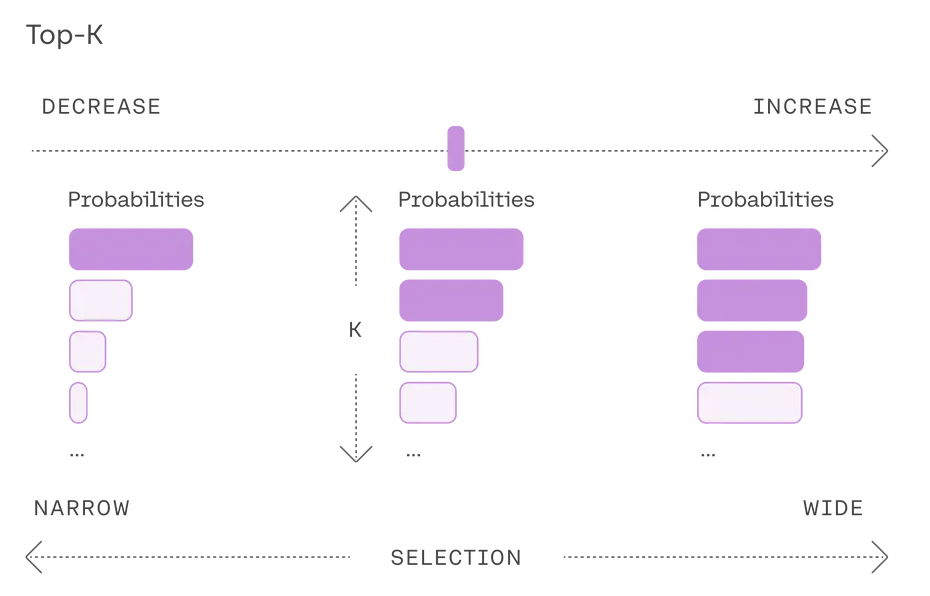 Top-K
DECREASE
INCREASE
Probabilities
Probabilities
Probabilities
K
...
...
...
NARROW
WIDE
SELECTION